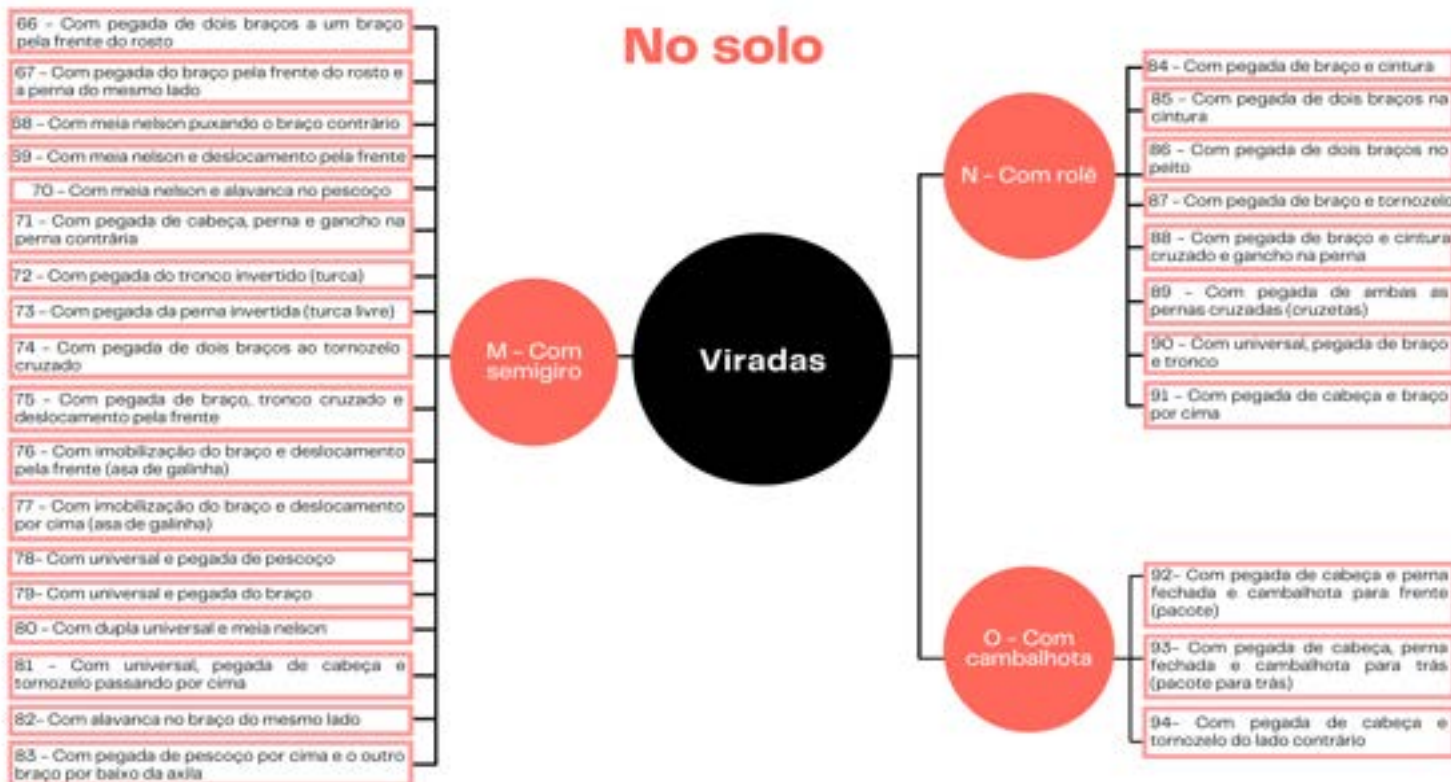 No solo
66 - Com pegada de dois braços a um braço
pela frente do rosto
67 - Com pegada do braço pela frente do rosto e
a perna do mesmo lado
68 - Com meia nelson puxando o braço contrário
69 - Com meia nelson e deslocamento pela frente
70 - Com meia nelson e alavanca no pescoço
71 - Com pegada de cabeça, perna e gancho na
perna contrária
72 - Com pegada do tronco invertido (turca)
73 - Com pegada da perna invertida (turca livre)
74 - Com pegada de dois braços ao tornozelo
cruzado
75 - Com pegada de braço, tronco cruzado e
deslocamento pela frente
76 - Com imobilização do braço e deslocamento
pela frente (asa de galinha)
77 - Com imobilização do braço e deslocamento
por cima (asa de galinha)
78- Com universal e pegada de pescoço
79- Com universal e pegada do braço
80 - Com dupla universal e meia nelson
81 - Com universal, pegada de cabeça e
tornozelo passando por cima
82- Com alavanca no braço do mesmo lado
83 - Com pegada de pescoço por cima e o outro
braço por baixo da axila
M - Com
semigiro
Viradas
N - Com rolê
84 - Com pegada de braço e cintura
85 - Com pegada de dois braços na
cintura
86 - Com pegada de dois braços no
peito
87 - Com pegada de braço e tornozelo
88 - Com pegada de braço e cintura
cruzado e gancho na perna
89 - Com pegada de ambas as
pernas cruzadas (cruzetas)
90 - Com universal, pegada de braço
e tronco
91 - Com pegada de cabeça e braço
por cima
O - Com
cambalhota
92- Com pegada de cabeça e perna
fechada e cambalhota para frente
(pacote)
93- Com pegada de cabeça, perna
fechada e cambalhota para trás
(pacote para trás)
94- Com pegada de cabeça e
tornozelo do lado contrário